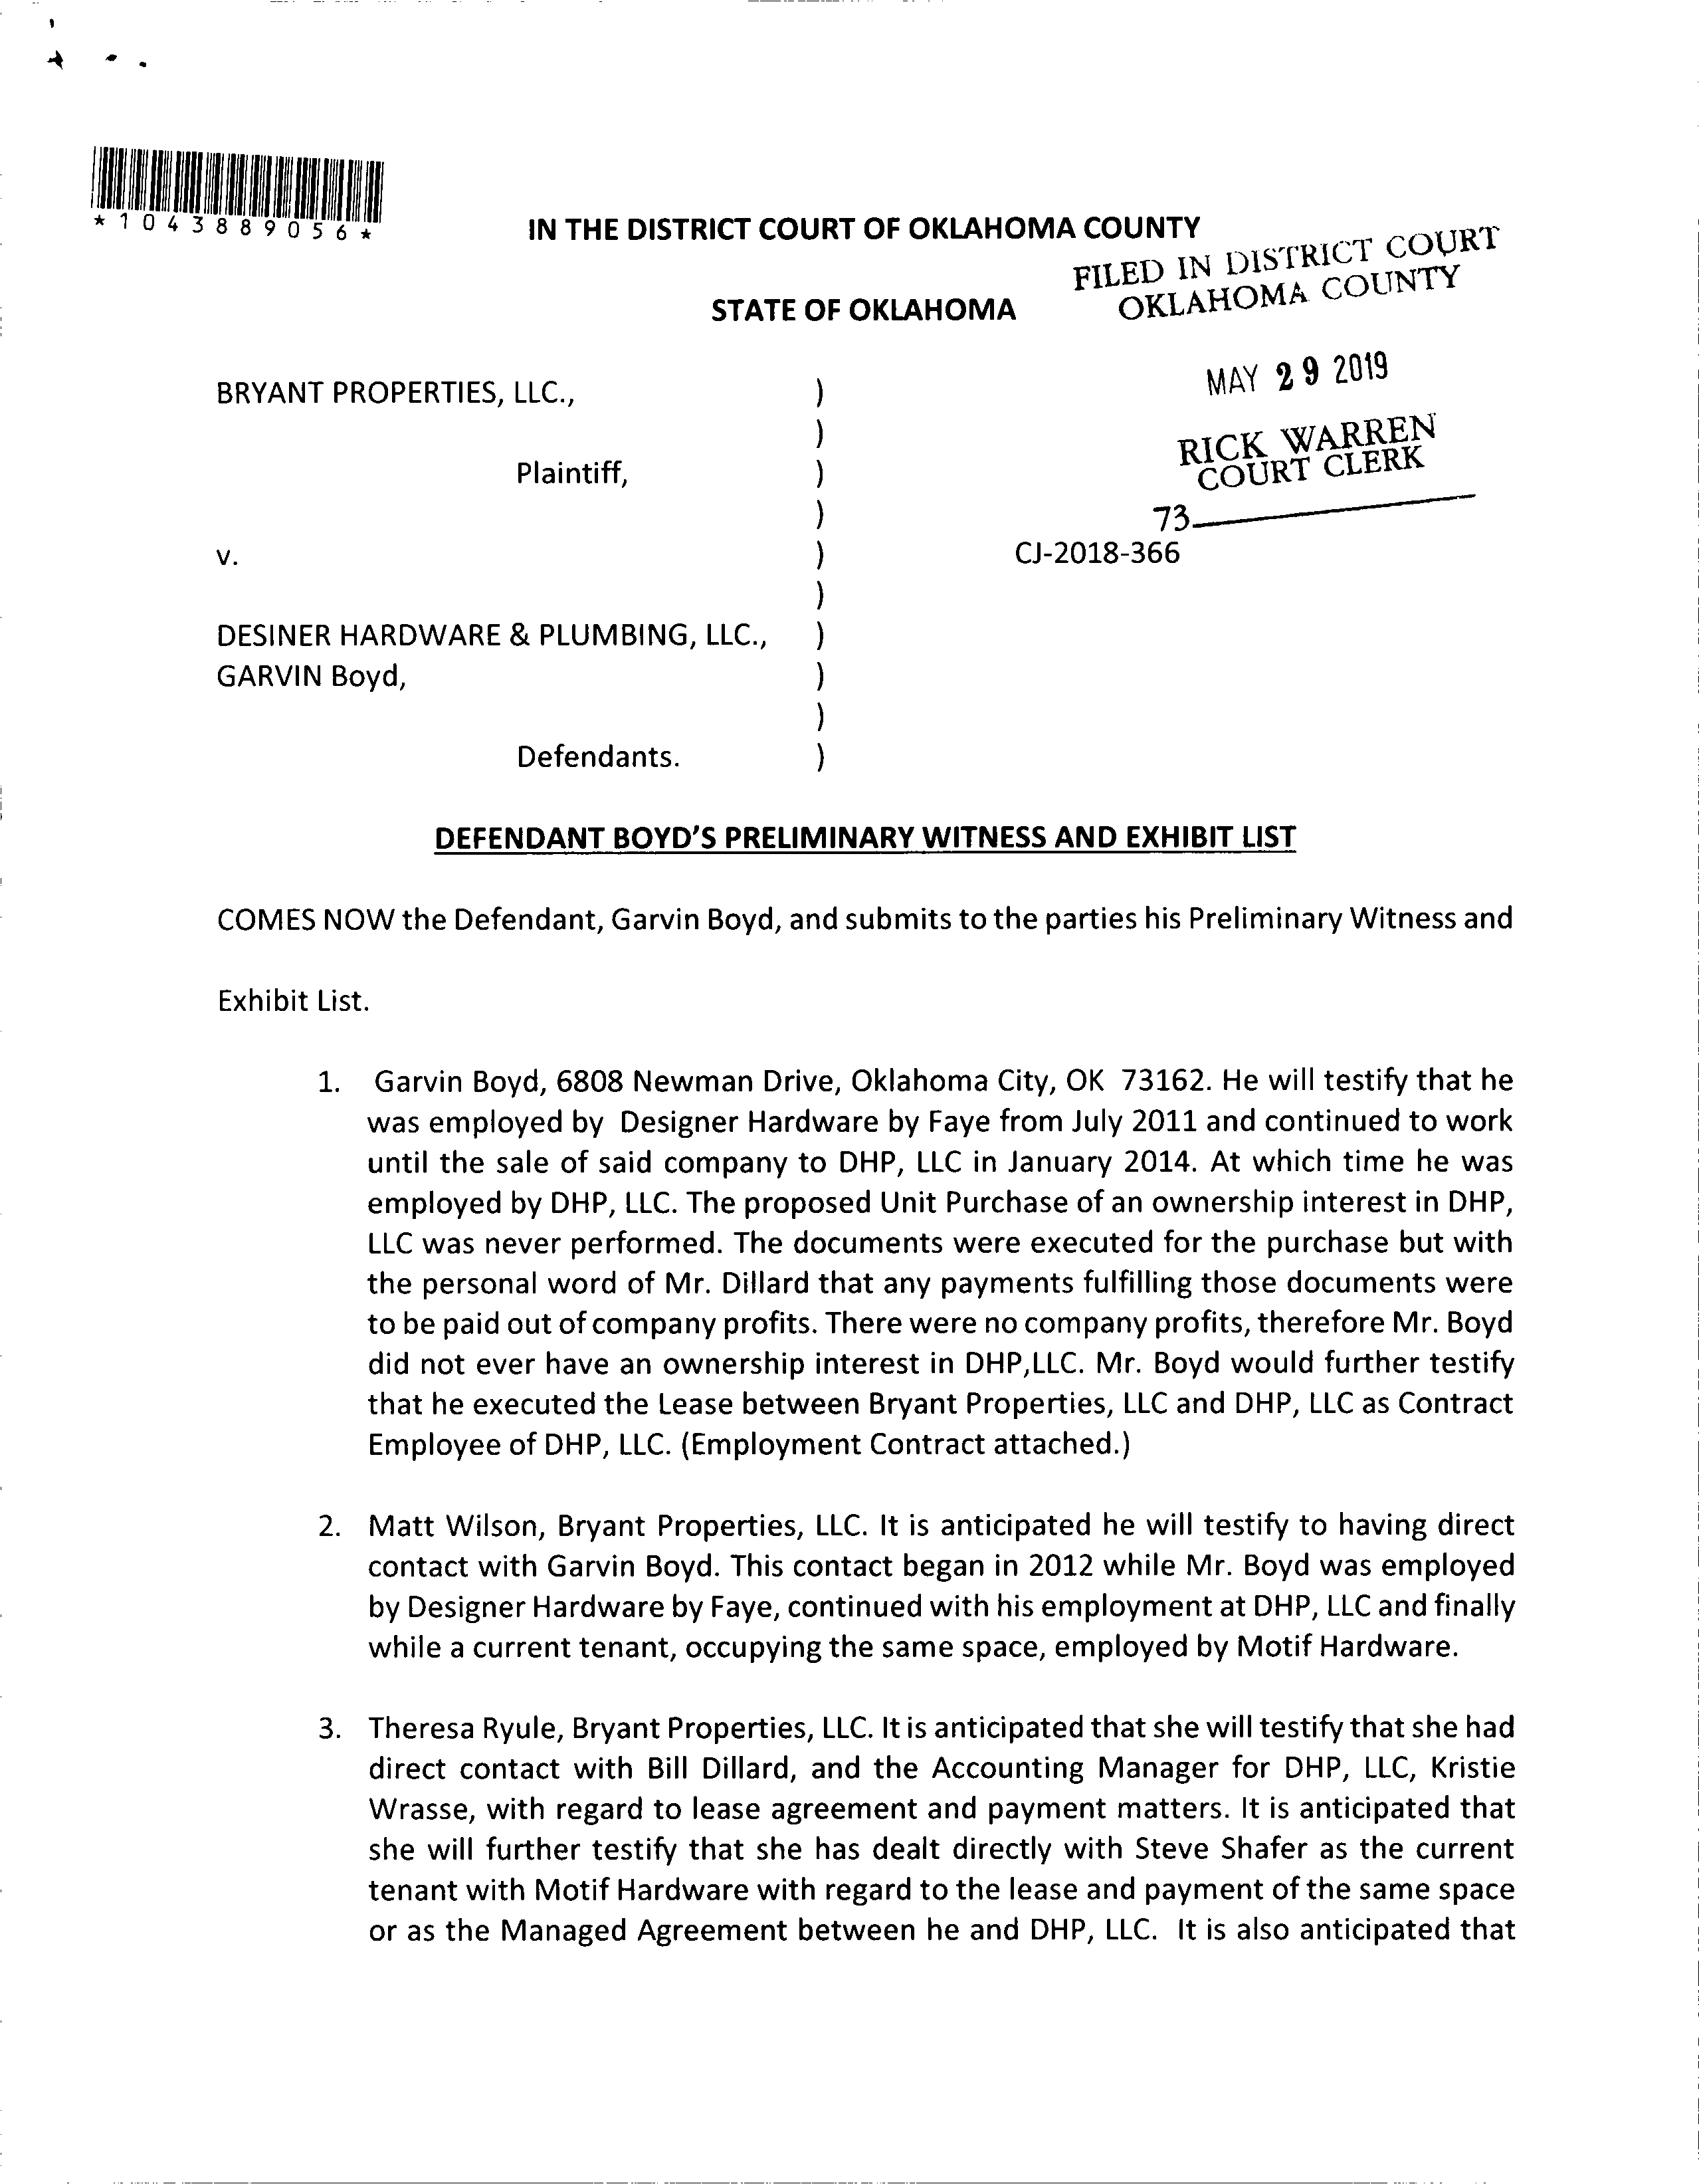 *1043889056*
IN THE DISTRICT COURT OF OKLAHOMA COUNTY
FILED IN DISTRICT COURT
OKLAHOMA COUNTY
STATE OF OKLAHOMA
MAY 29 2019
BRYANT PROPERTIES, LLC., )
)
RICK WARREN
COURT CLERK
Plaintiff, )
)
73
v. ) CJ-2018-366
)
DESINER HARDWARE & PLUMBING, LLC., )
GARVIN Boyd, )
)
Defendants. )
DEFENDANT BOYD'S PRELIMINARY WITNESS AND EXHIBIT LIST
COMES NOW the Defendant, Garvin Boyd, and submits to the parties his Preliminary Witness and
Exhibit List.
1. Garvin Boyd, 6808 Newman Drive, Oklahoma City, OK 73162. He will testify that he
was employed by Designer Hardware by Faye from July 2011 and continued to work
until the sale of said company to DHP, LLC in January 2014. At which time he was
employed by DHP, LLC. The proposed Unit Purchase of an ownership interest in DHP,
LLC was never performed. The documents were executed for the purchase but with
the personal word of Mr. Dillard that any payments fulfilling those documents were
to be paid out of company profits. There were no company profits, therefore Mr. Boyd
did not ever have an ownership interest in DHP,LLC. Mr. Boyd would further testify
that he executed the Lease between Bryant Properties, LLC and DHP, LLC as Contract
Employee of DHP, LLC. (Employment Contract attached.)
2. Matt Wilson, Bryant Properties, LLC. It is anticipated he will testify to having direct
contact with Garvin Boyd. This contact began in 2012 while Mr. Boyd was employed
by Designer Hardware by Faye, continued with his employment at DHP, LLC and finally
while a current tenant, occupying the same space, employed by Motif Hardware.
3. Theresa Ryule, Bryant Properties, LLC. It is anticipated that she will testify that she had
direct contact with Bill Dillard, and the Accounting Manager for DHP, LLC, Kristie
Wrasse, with regard to lease agreement and payment matters. It is anticipated that
she will further testify that she has dealt directly with Steve Shafer as the current
tenant with Motif Hardware with regard to the lease and payment of the same space
or as the Managed Agreement between he and DHP, LLC. It is also anticipated that